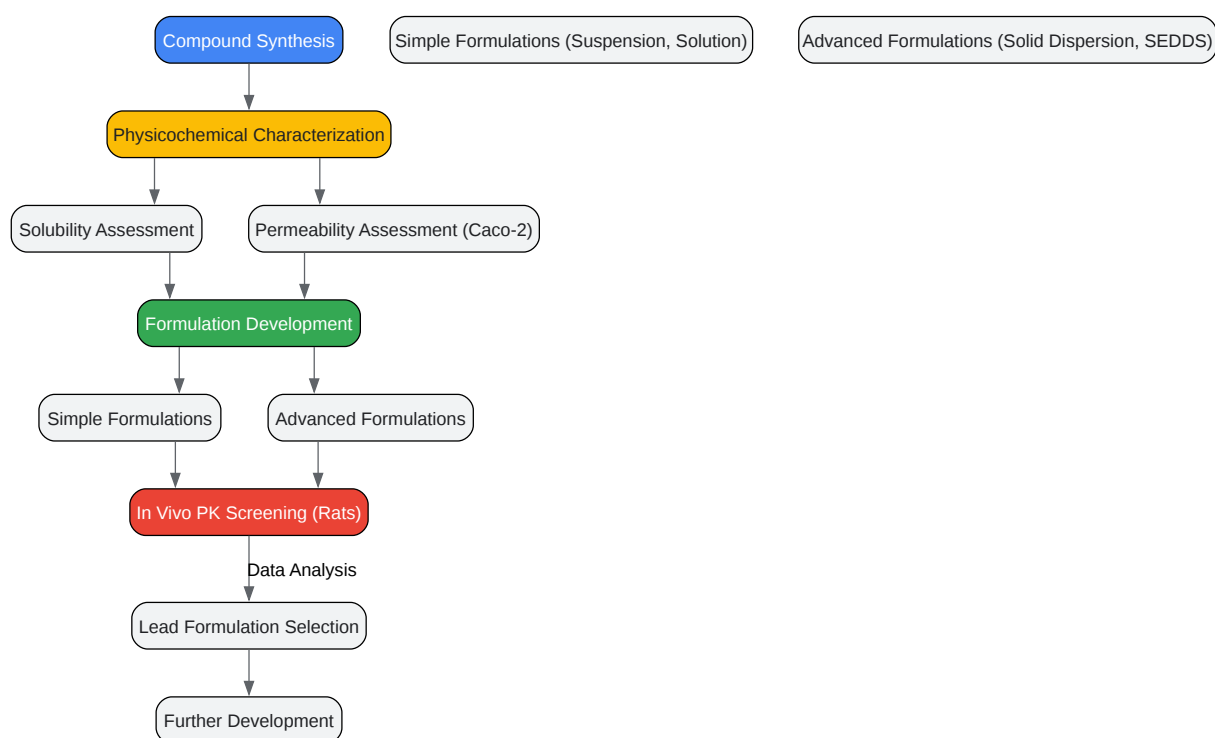 Compound Synthesis
Simple Formulations (Suspension, Solution)
Advanced Formulations (Solid Dispersion, SEDDS)
Physicochemical Characterization
Solubility Assessment
Permeability Assessment (Caco-2)
Formulation Development
Simple Formulations
Advanced Formulations
In Vivo PK Screening (Rats)
Data Analysis
Lead Formulation Selection
Further Development